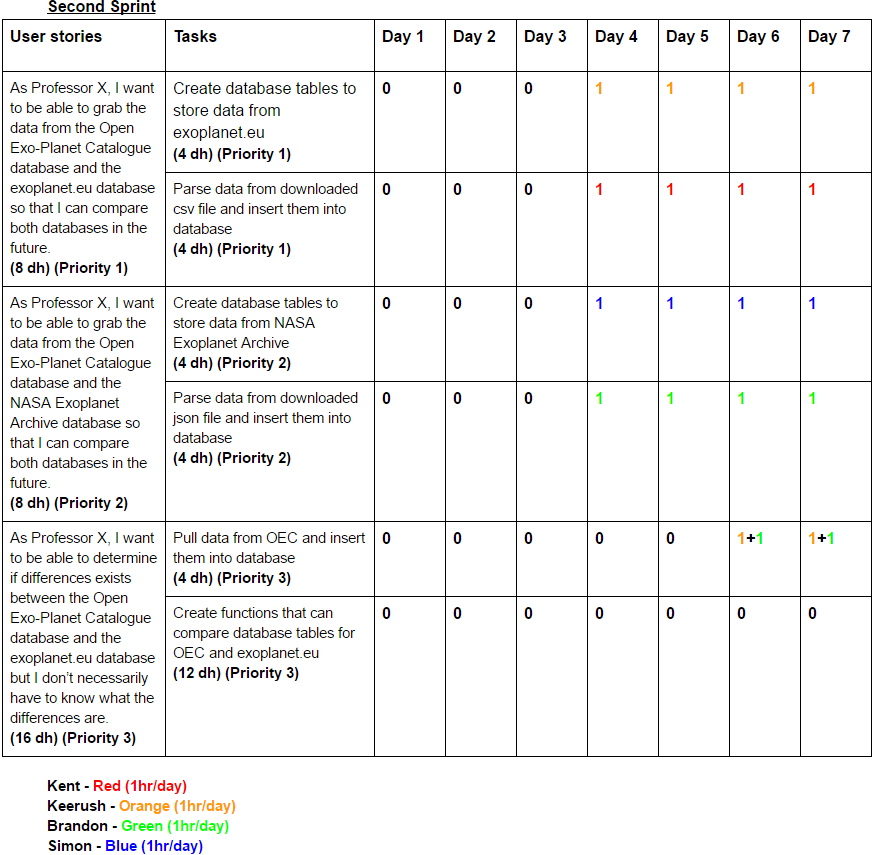 Second Sprint
User stories Tasks Day 1 Day 2 Day 3 Day 4 Day 5 Day 6 Day 7
As Professor X, I want
to be able to grab the
data from the Open
Exo-Planet Catalogue
database and the
exoplanet.eu database
so that I can compare
both databases in the
future.
(8 dh) (Priority 1)
Create database tables to
store data from
exoplanet.eu
(4 dh) (Priority 1)
0 0 0 1 1 1 1
Parse data from downloaded
csv file and insert them into
database
(4 dh) (Priority 1)
0 0 0 1 1 1 1
As Professor X, I want
to be able to grab the
data from the Open
Exo-Planet Catalogue
database and the
NASA Exoplanet
Archive database so
that I can compare
both databases in the
future.
(8 dh) (Priority 2)
Create database tables to
store data from NASA
Exoplanet Archive
(4 dh) (Priority 2)
0 0 0 1 1 1 1
Parse data from downloaded
json file and insert them into
database
(4 dh) (Priority 2)
0 0 0 1 1 1 1
As Professor X, I want
to be able to determine
if differences exists
between the Open
Exo-Planet Catalogue
database and the
exoplanet.eu database
but I don't necessarily
have to know what the
differences are.
(16 dh) (Priority 3)
Pull data from OEC and insert
them into database
(4 dh) (Priority 3)
0 0 0 0 0 1+1 1+1
Create functions that can
compare database tables for
OEC and exoplanet.eu
(12 dh) (Priority 3)
0 0 0 0 0 0 0
Kent - Red (1hr/day)
Keerush - Orange (1hr/day)
Brandon - Green (1hr/day)
Simon - Blue (1hr/day)